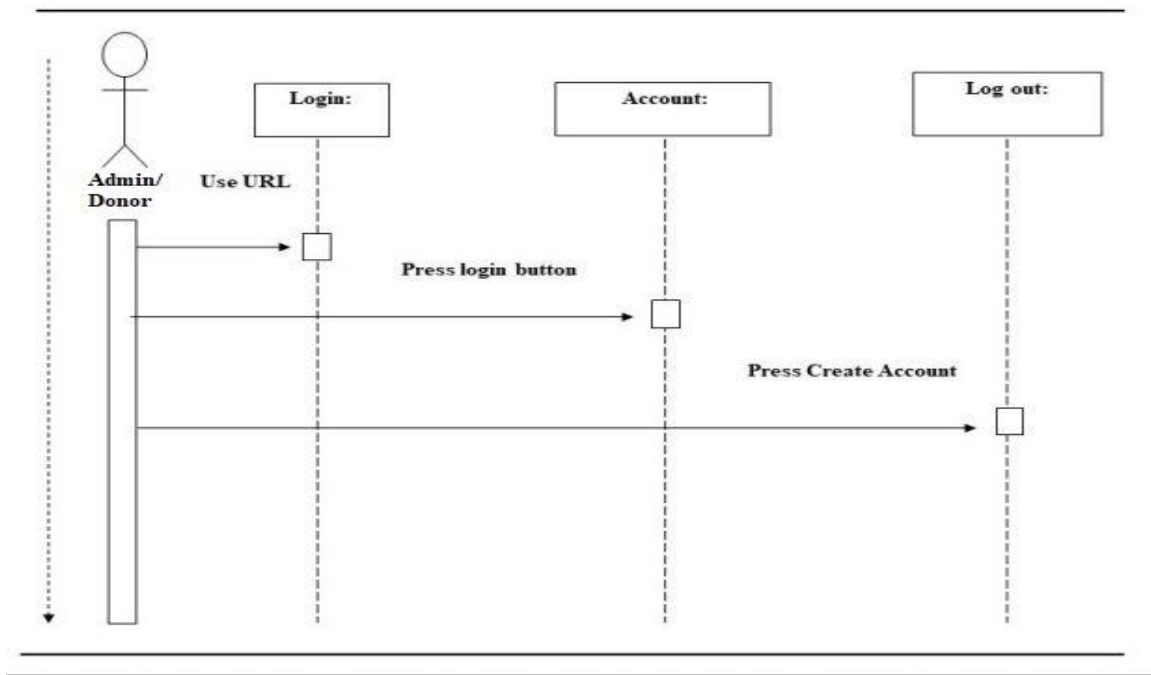 Login:
Account:
Log out:
Admin/
Donor
Use URL
Press login button
Press Create Account